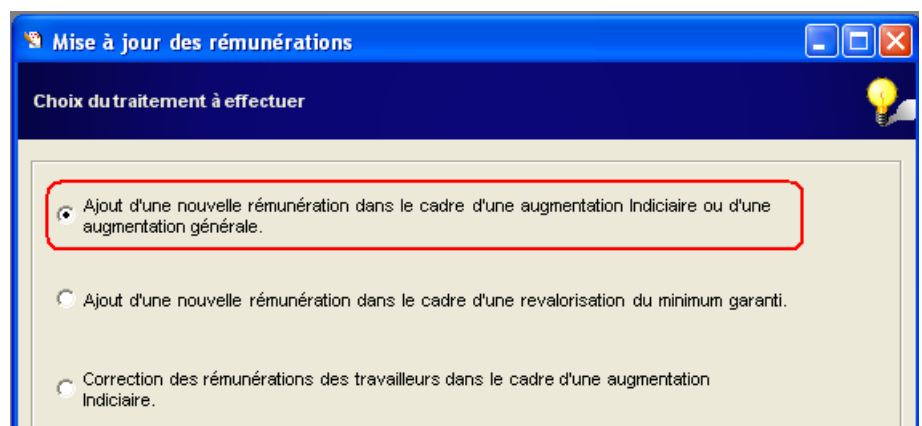 Mise à jour des rémunérations
Choix du traitement à effectuer
Ajout d'une nouvelle rémunération dans le cadre d'une augmentation Indiciaire ou d'une
augmentation générale.
Ajout d'une nouvelle rémunération dans le cadre d'une revalorisation du minimum garanti.
Correction des rémunérations des travailleurs dans le cadre d'une augmentation
Indiciaire.